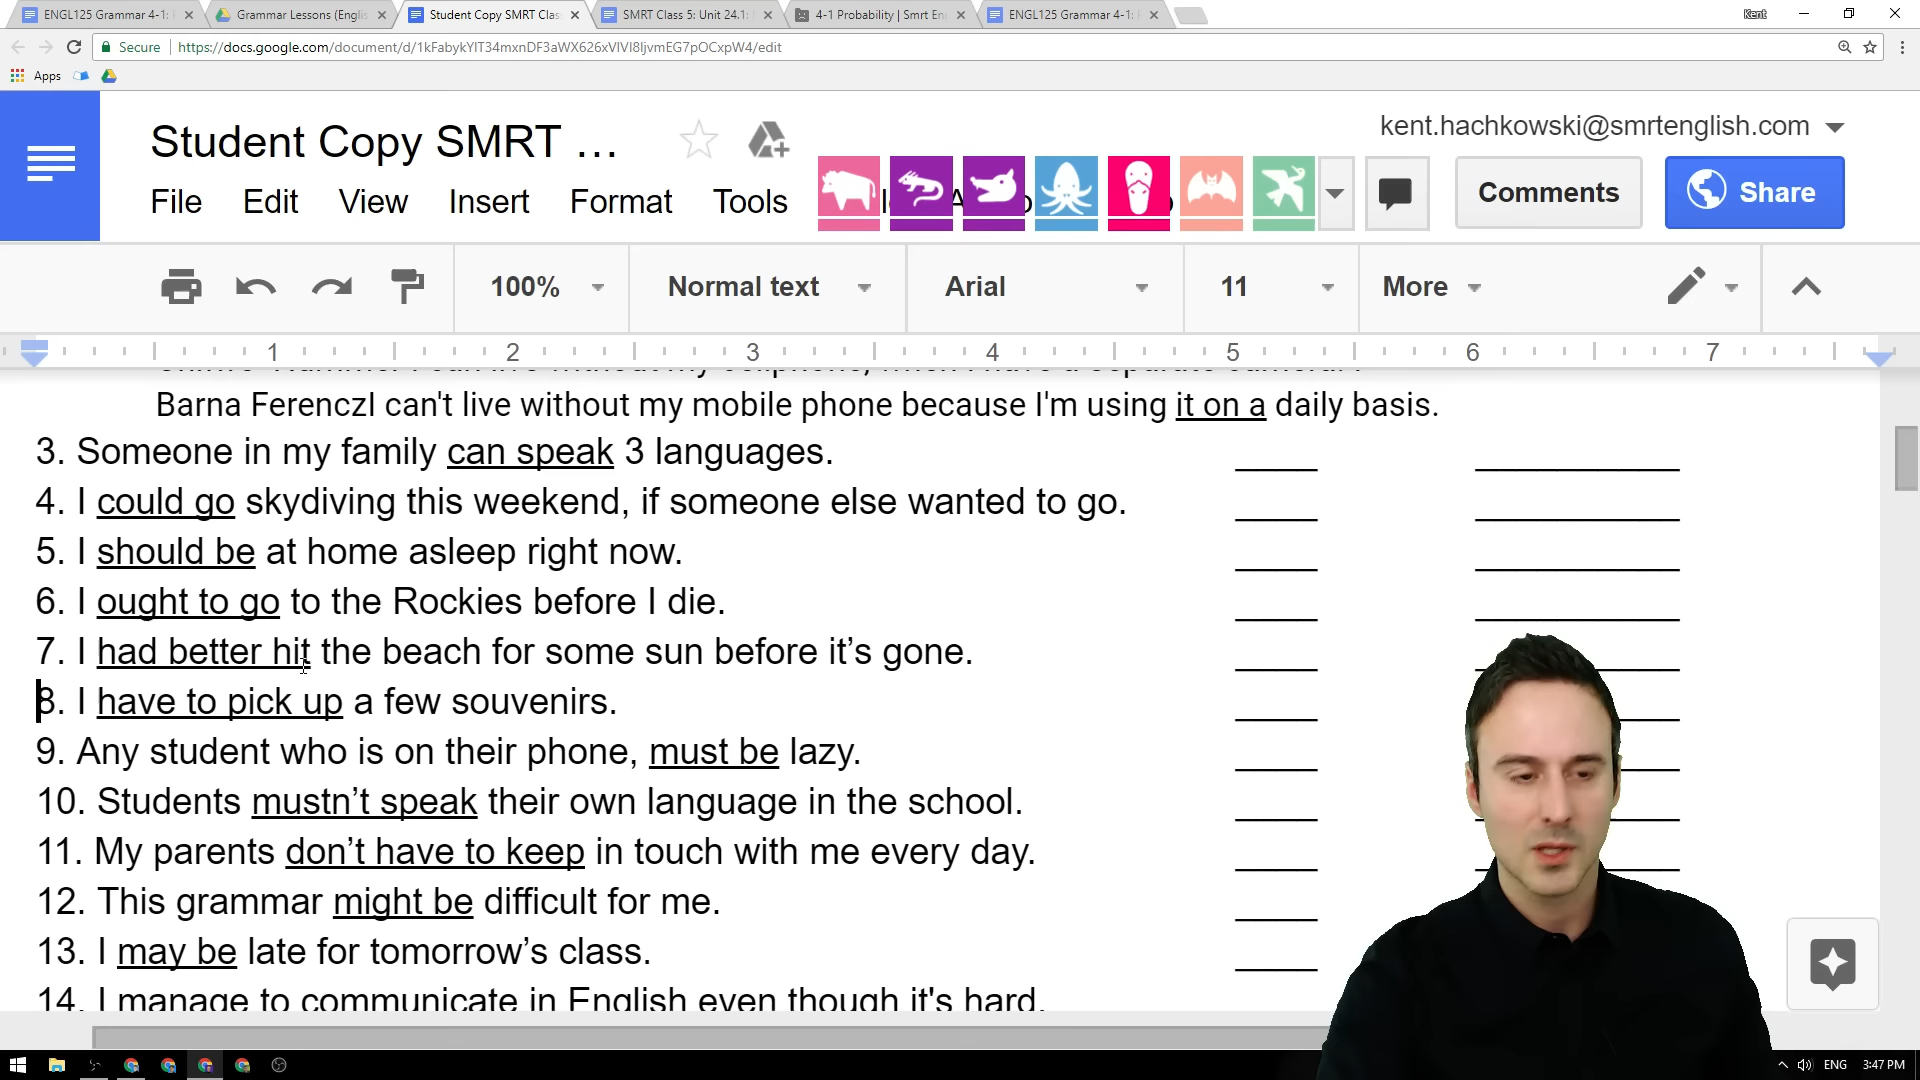 ENGL125 Grammar 4-1:
Grammar Lessons (Englis
Student Copy SMRT Clas
SMRT Class 5: Unit 24.1:
4-1 Probability | Smrt En
ENGL125 Grammar 4-1:
Kent
Secure
https://docs.google.com/document/d/1kFabykYIT34mxnDF3aWX626xVIVI8IjvmEG7pOCxpW4/edit
Apps
Student Copy SMRT ...
kent.hachkowski@smrtenglish.com
File Edit View Insert Format Tools
Comments
Share
100% Normal text Arial 11 More
1 2 3 4 5 6 7
Barna FerenczI can't live without my mobile phone because I'm using it on a daily basis.
3. Someone in my family can speak 3 languages.
4. I could go skydiving this weekend, if someone else wanted to go.
5. I should be at home asleep right now.
6. I ought to go to the Rockies before I die.
7. I had better hit the beach for some sun before it’s gone.
8. I have to pick up a few souvenirs.
9. Any student who is on their phone, must be lazy.
10. Students mustn’t speak their own language in the school.
11. My parents don’t have to keep in touch with me every day.
12. This grammar might be difficult for me.
13. I may be late for tomorrow’s class.
14. I manage to communicate in English even though it's hard.
ENG 3:47 PM